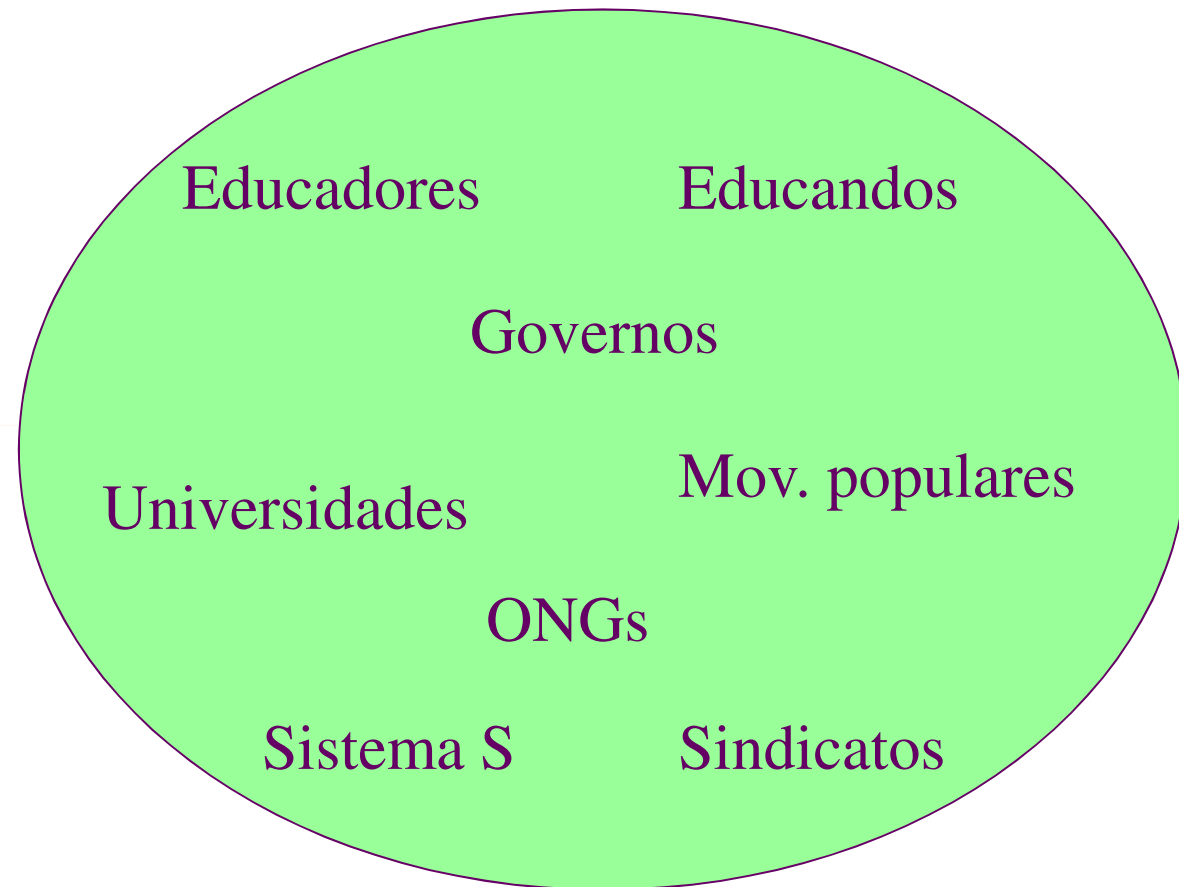 Educadores Educandos
Governos
Mov. populares
Universidades
ONGs
Sistema S Sindicatos